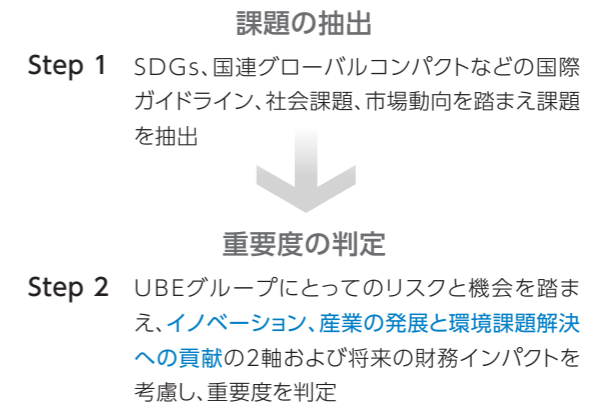 課題の抽出
Step 1 SDGs、国連グローバルコンパクトなどの国際
ガイドライン、社会課題、市場動向を踏まえ課題
を抽出
重要度の判定
Step 2 UBEグループにとってのリスクと機会を踏ま
え、イノベーション、産業の発展と環境課題解決
への貢献の2軸および将来の財務インパクトを
考慮し、重要度を判定